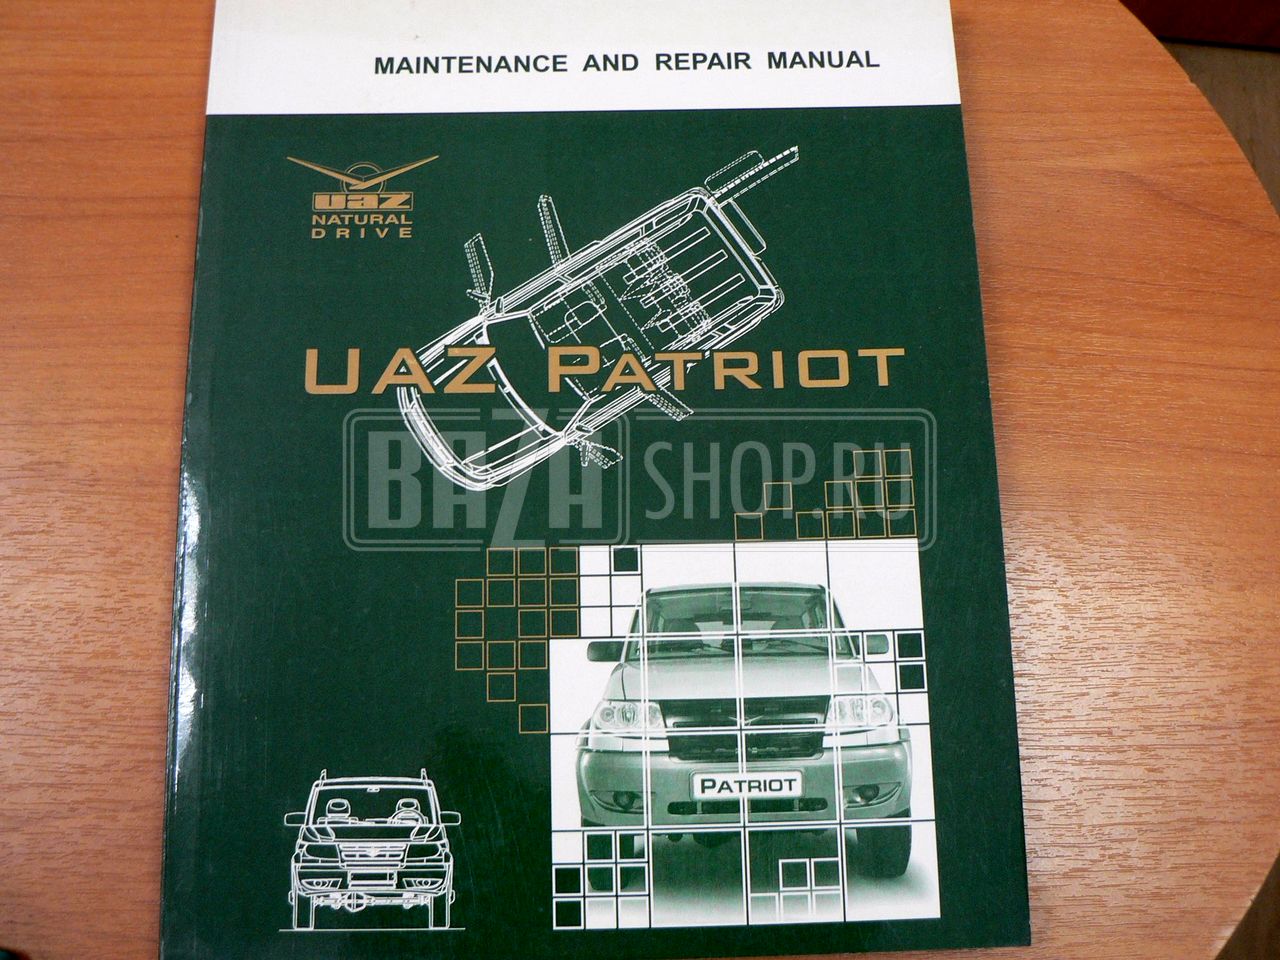 MAINTENANCE AND REPAIR MANUAL
UAZ
NATURAL
DRIVE
UAZ PATRIOT
BAZA SHOP.RU
PATRIOT